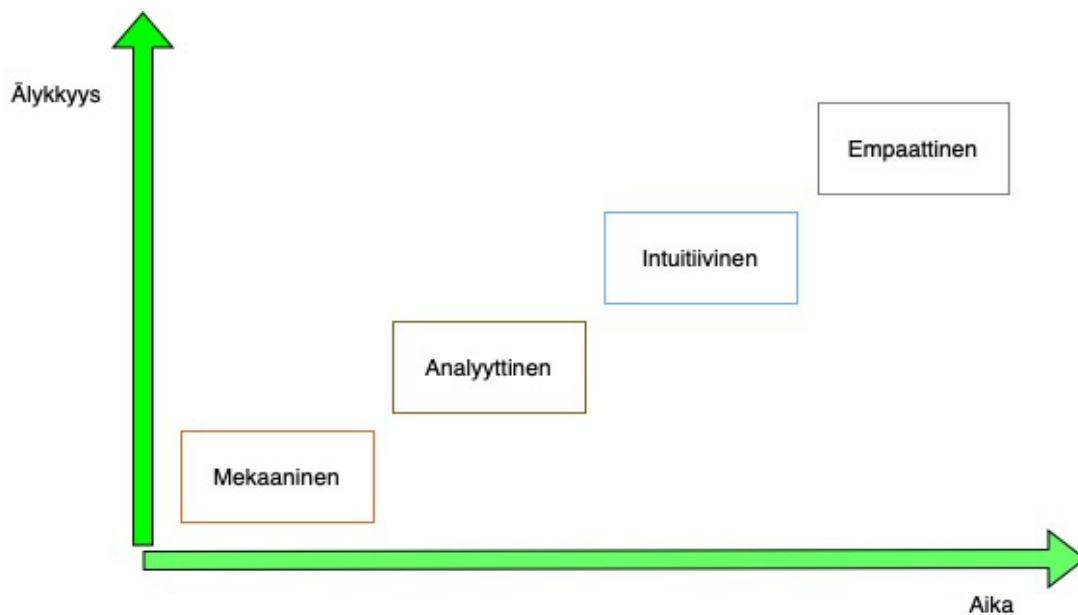 Älykkyys
Empaattinen
Intuitiivinen
Analyyttinen
Mekaaninen
Aika